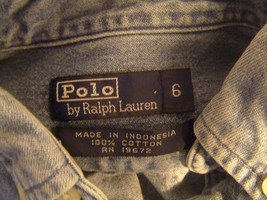 Polo
by Ralph Lauren
6
MADE IN INDONESIA
100% COTTON
RN 19672